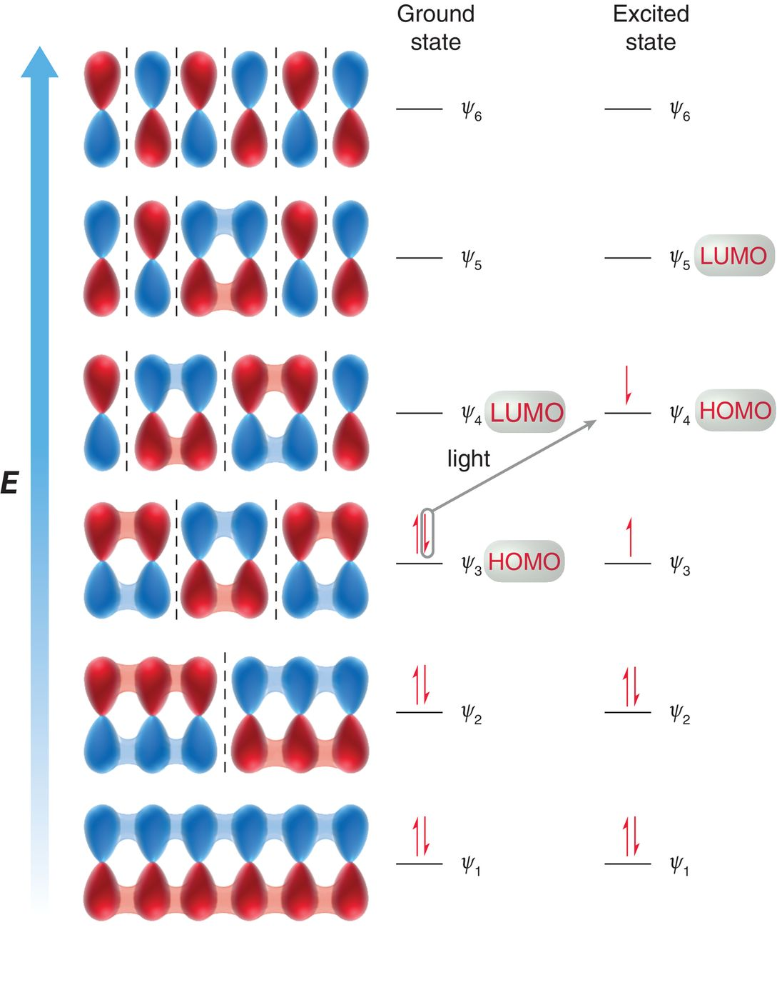 Ground
state
Excited
state
ψ6
ψ6
ψ5
ψ5 LUMO
ψ4 LUMO
ψ4 HOMO
light
E
ψ3 HOMO
ψ3
ψ2
ψ2
ψ1
ψ1